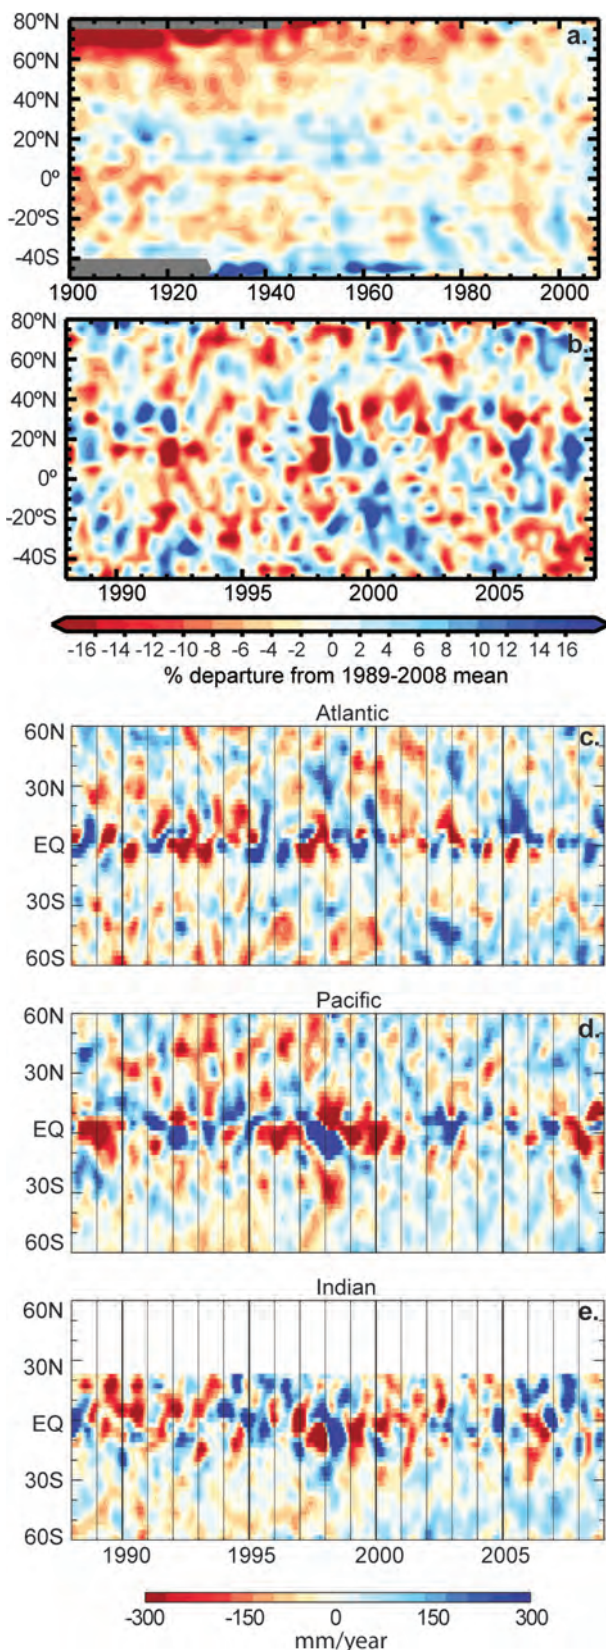 80ºN
a.
60ºN
40ºN
20ºN
0º
-20ºS
-40S
1900 1920 1940 1960 1980 2000
80ºN
b.
60ºN
40ºN
20ºN
0º
-20ºS
-40S
1990 1995 2000 2005
-16 -14 -12 -10 -8 -6 -4 -2 0 2 4 6 8 10 12 14 16
% departure from 1989-2008 mean
Atlantic
60N
c.
30N
EQ
30S
60S
Pacific
60N
d.
30N
EQ
30S
60S
Indian
60N
e.
30N
EQ
30S
60S
1990 1995 2000 2005
-300 -150 0 150 300
mm/year